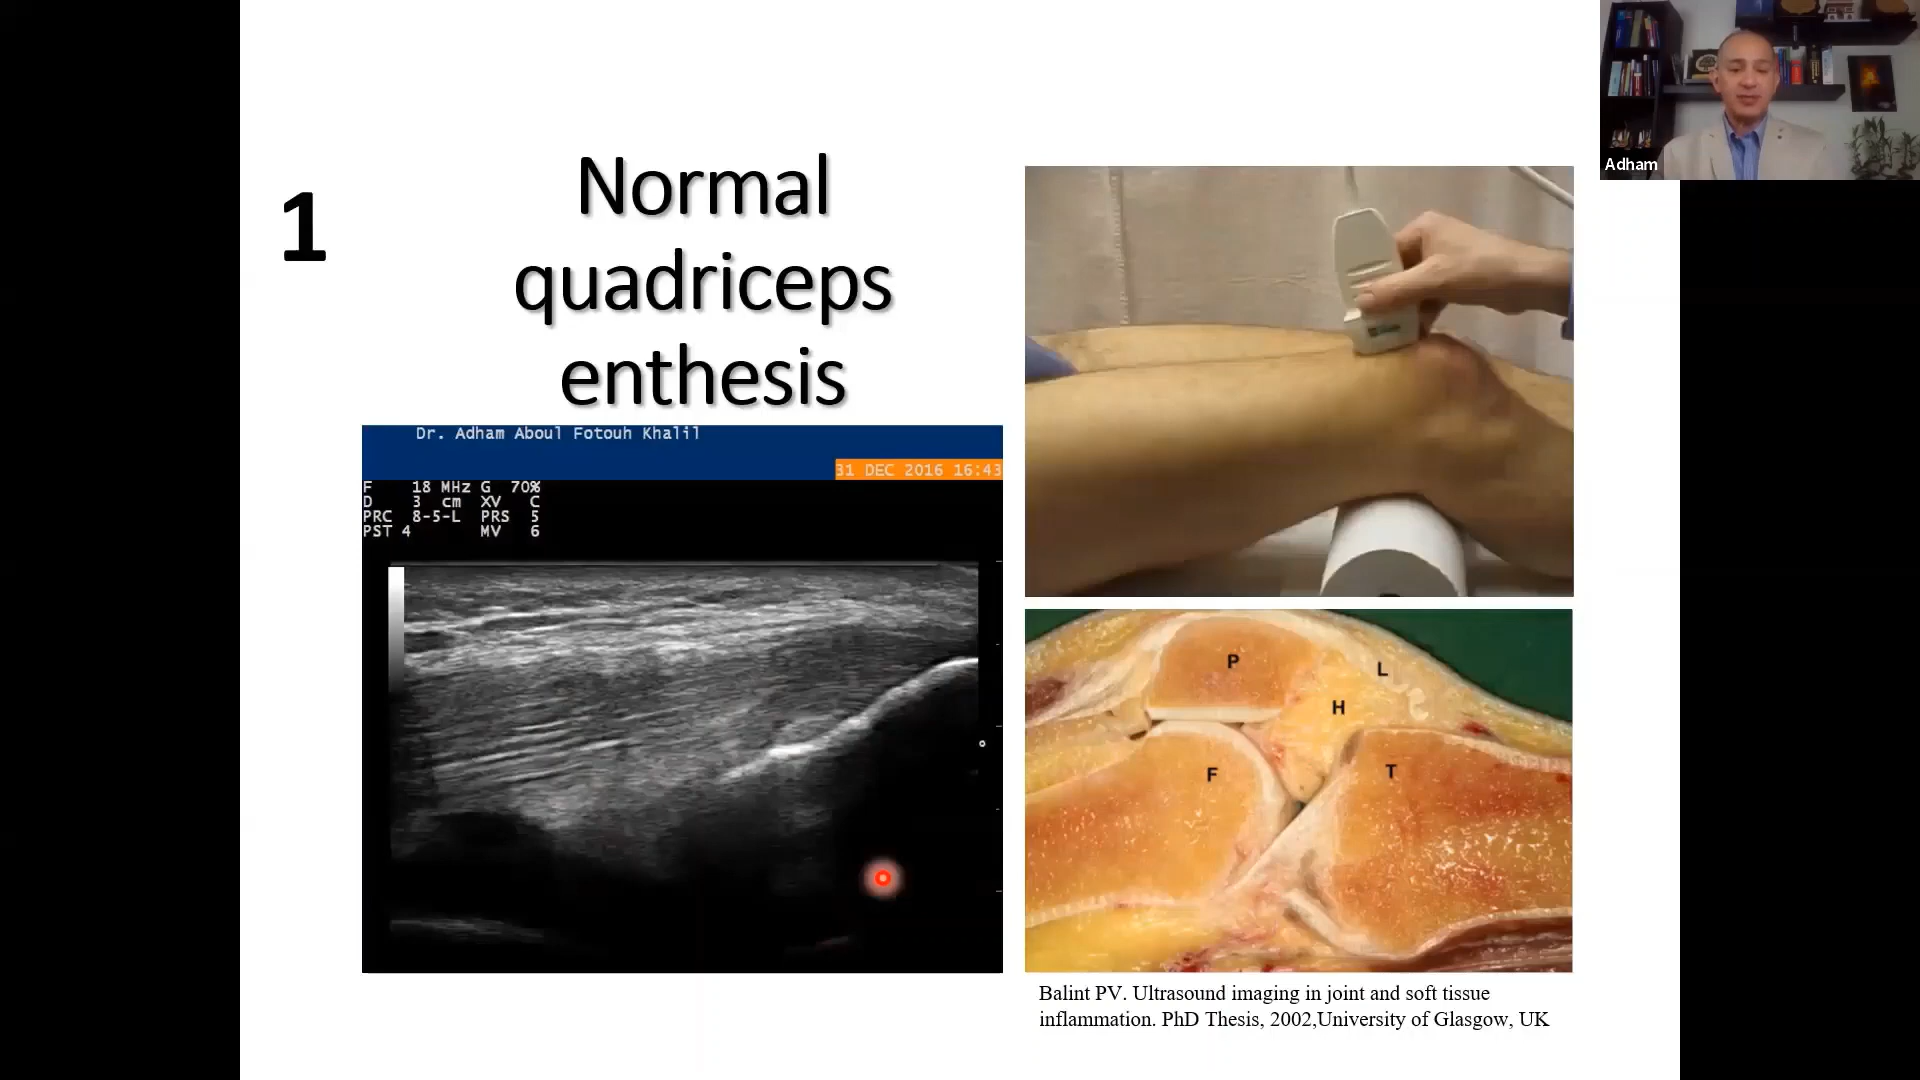 1
Normal
quadriceps
enthesis
Adham
Dr. Adham Aboul Fotouh Khalil
31 DEC 2016 16:43
F 18 MHz G 70%
D 3 cm XV C
PRC 8-5-L PRS 5
PST 4 MV 6
P
L
H
F
T
Balint PV. Ultrasound imaging in joint and soft tissue
inflammation. PhD Thesis, 2002,University of Glasgow, UK